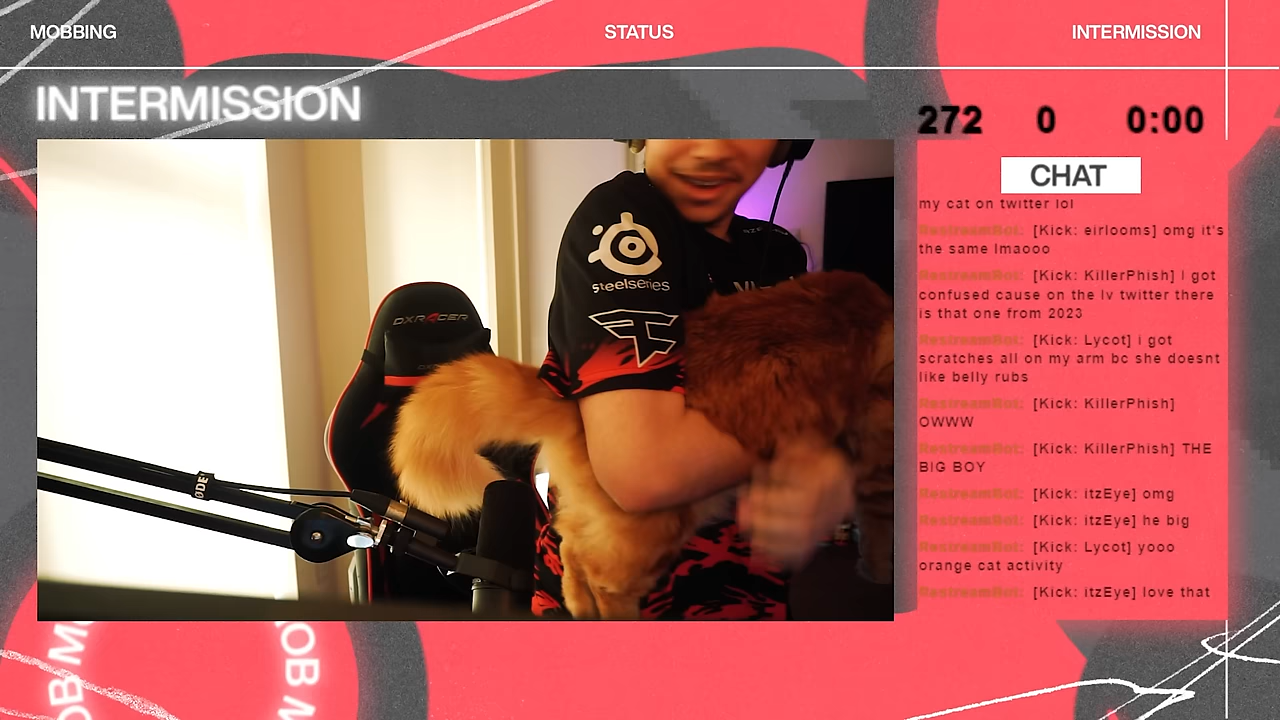 MOBBING
STATUS
INTERMISSION
INTERMISSION
272 0 0:00
CHAT
my cat on twitter lol
RestreamBot: [Kick: eirlooms] omg it's
the same lmaooo
RestreamBot: [Kick: KillerPhish] I got
confused cause on the lv twitter there
is that one from 2023
RestreamBot: [Kick: Lycot] i got
scratches all on my arm bc she doesnt
like belly rubs
RestreamBot: [Kick: KillerPhish]
OWWW
RestreamBot: [Kick: KillerPhish] THE
BIG BOY
RestreamBot: [Kick: itzEye] omg
RestreamBot: [Kick: itzEye] he big
RestreamBot: [Kick: Lycot] yooo
orange cat activity
RestreamBot: [Kick: itzEye] love that
steelseries
DXRACER